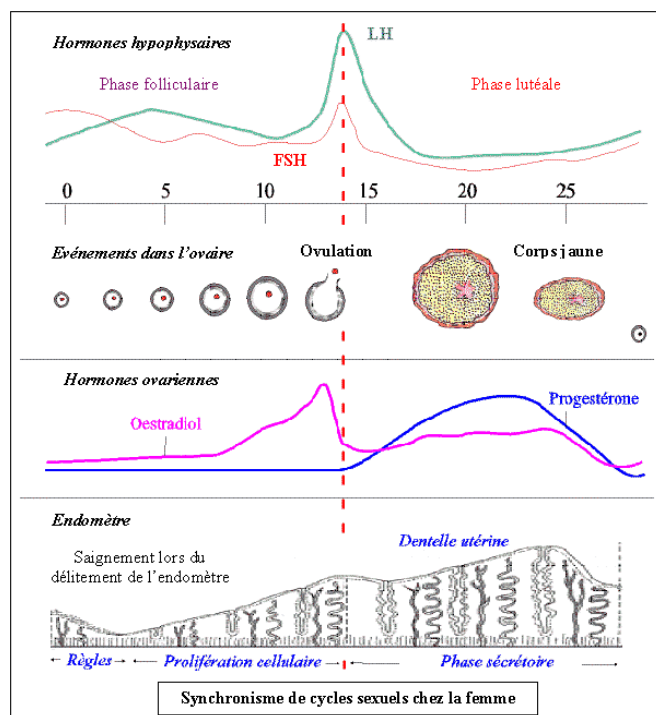 Hormones hypophysaires
LH
Phase folliculaire
Phase lutéale
FSH
0 5 10 15 20 25
Evénements dans l'ovaire
Ovulation
Corps jaune
Hormones ovariennes
Oestradiol
Progestérone
Endomètre
Dentelle utérine
Saignement lors du
délitement de l'endomètre
Règles
Prolifération cellulaire
Phase sécrétoire
Synchronisme de cycles sexuels chez la femme